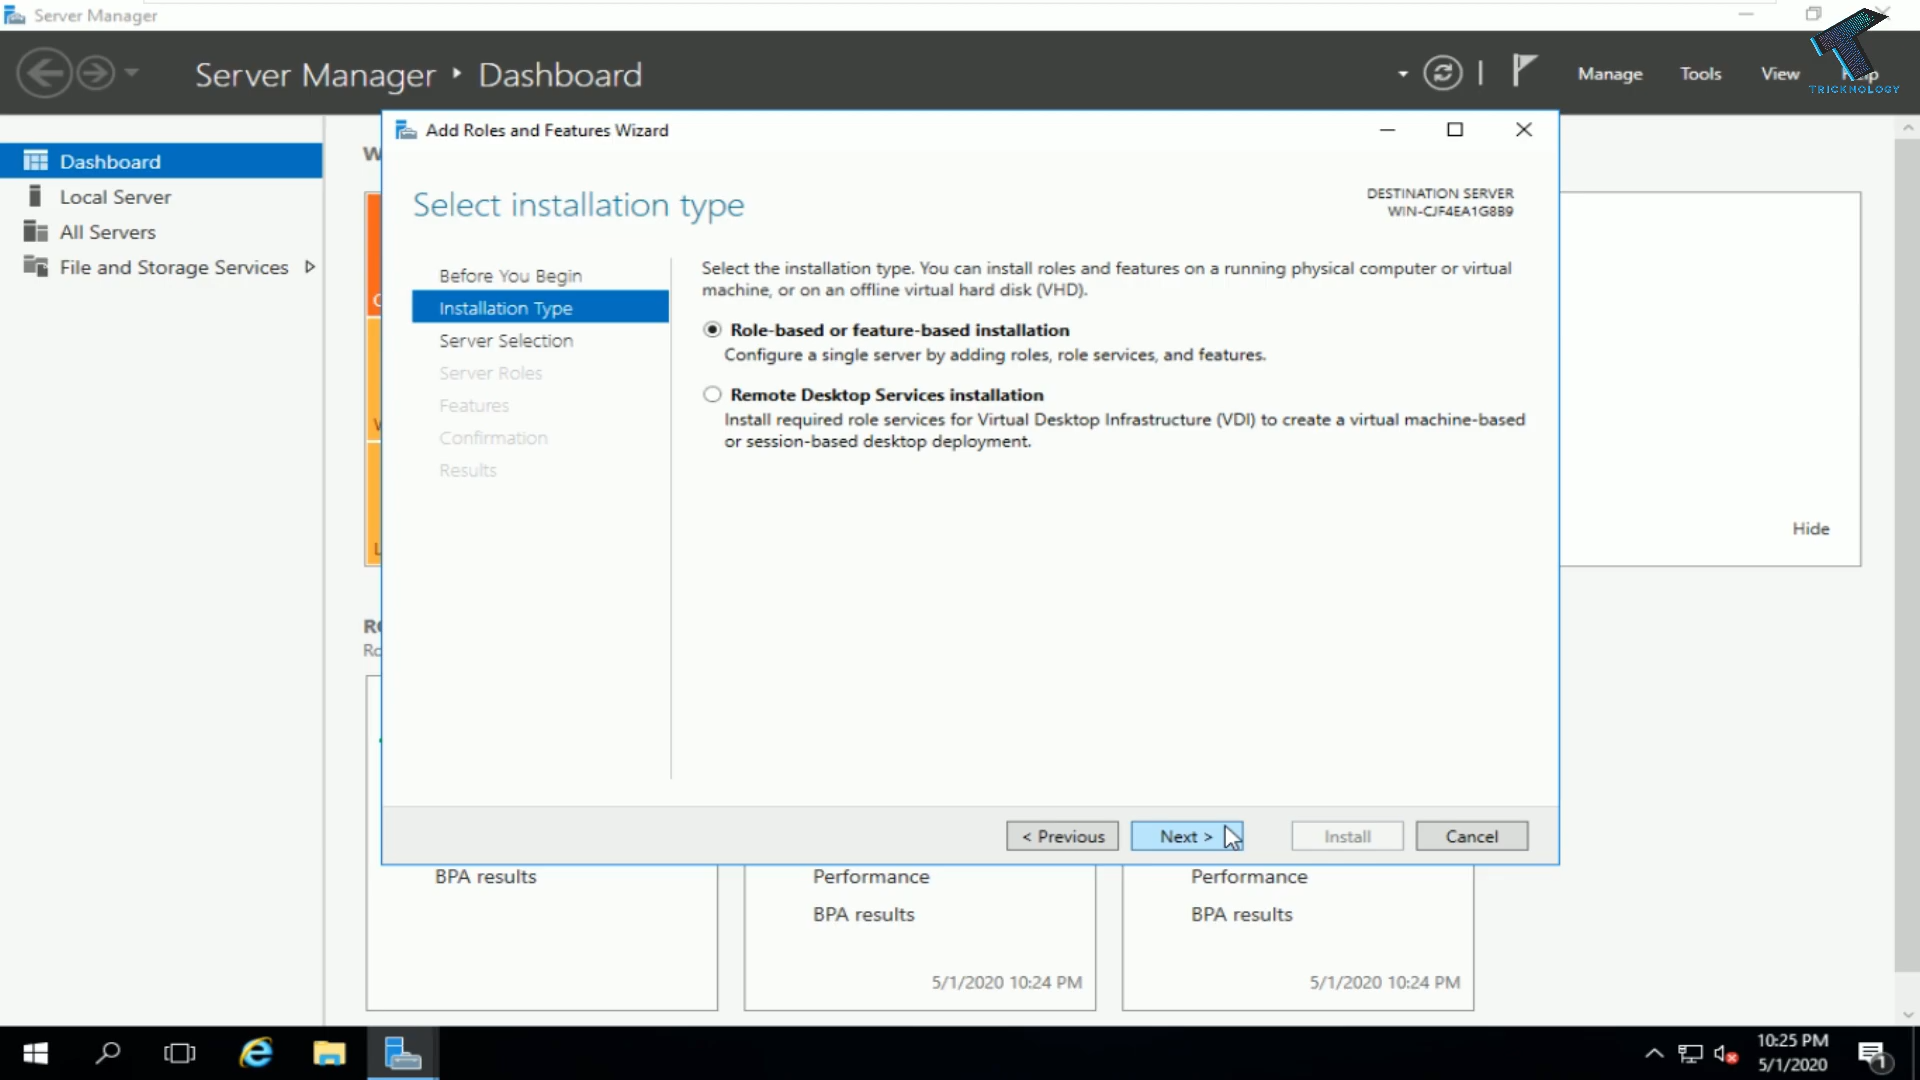 Server Manager
Server Manager ‣ Dashboard
Manage
Tools
View
TRICKNOLOGY
Dashboard
Local Server
All Servers
File and Storage Services
Add Roles and Features Wizard
Select installation type
DESTINATION SERVER
WIN-CJF4EA1G8B9
Before You Begin
Installation Type
Server Selection
Server Roles
Features
Confirmation
Results
Select the installation type. You can install roles and features on a running physical computer or virtual
machine, or on an offline virtual hard disk (VHD).
Role-based or feature-based installation
Configure a single server by adding roles, role services, and features.
Remote Desktop Services installation
Install required role services for Virtual Desktop Infrastructure (VDI) to create a virtual machine-based
or session-based desktop deployment.
< Previous
Next >
Install
Cancel
Hide
BPA results
Performance
BPA results
5/1/2020 10:24 PM
Performance
BPA results
5/1/2020 10:24 PM
10:25 PM
5/1/2020
1